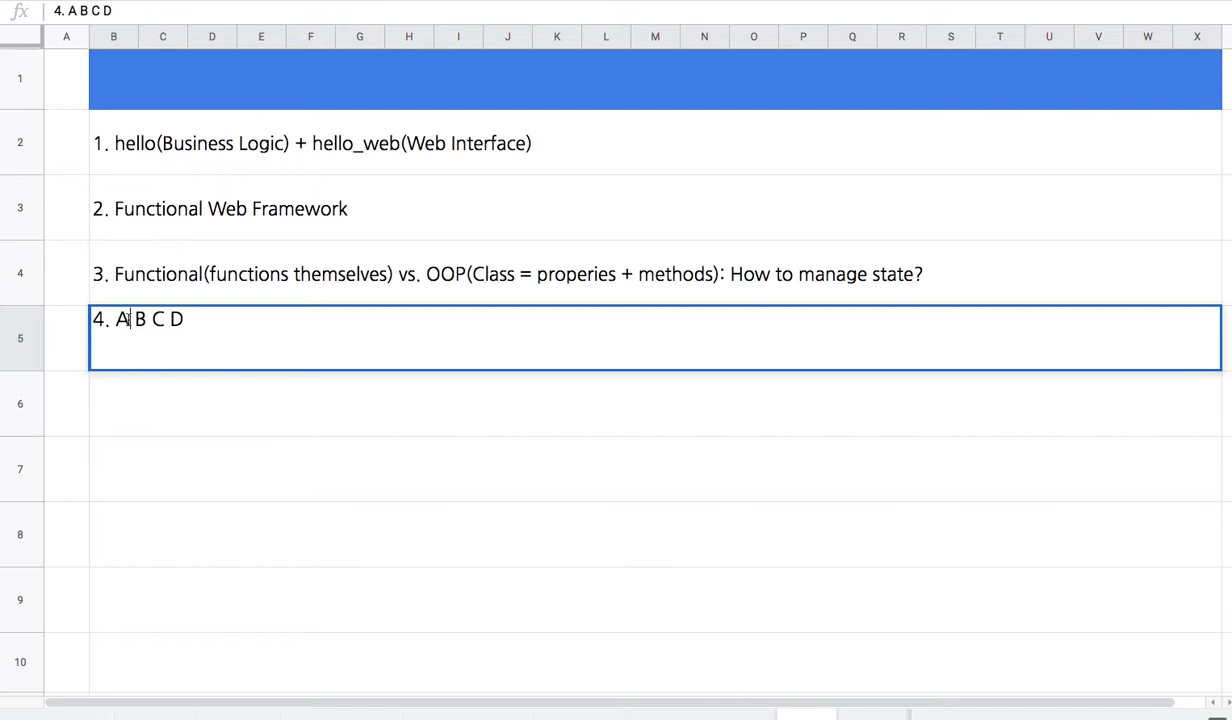 4. A B C D
A B C D E F G H I J K L M N O P Q R S T U V W X
1
2 1. hello(Business Logic) + hello_web(Web Interface)
3 2. Functional Web Framework
4 3. Functional(functions themselves) vs. OOP(Class = properies + methods): How to manage state?
5 4. A B C D
6
7
8
9
10